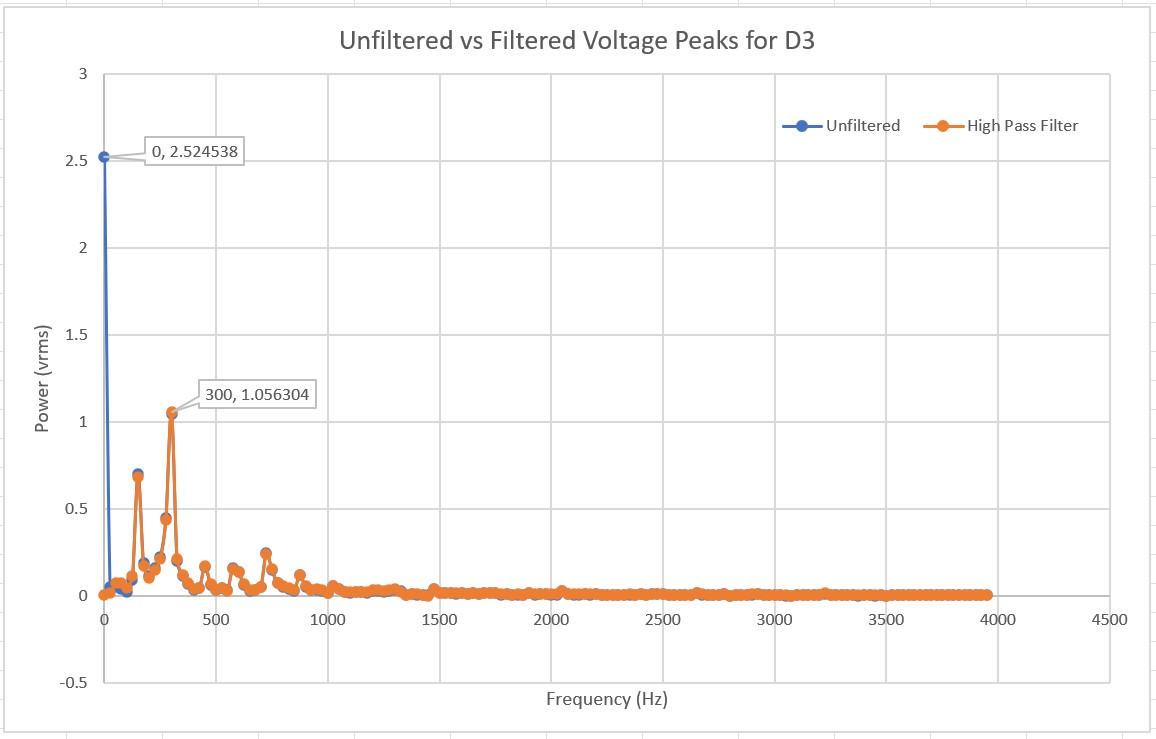 Unfiltered vs Filtered Voltage Peaks for D3
3
Unfiltered
High Pass Filter
0, 2.524538
2.5
2
1.5
Power (vrms)
300, 1.056304
1
0.5
0
0 500 1000 1500 2000 2500 3000 3500 4000 4500
-0.5
Frequency (Hz)